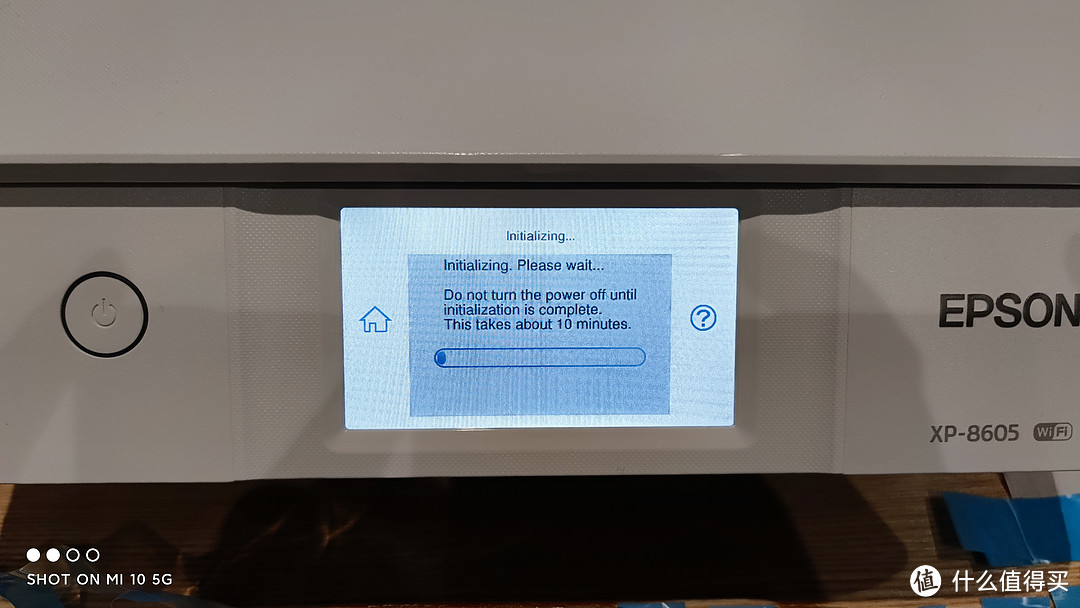 Initializing...
Initializing. Please wait...
Do not turn the power off until
initialization is complete.
This takes about 10 minutes.
?
EPSON
XP-8605 WiFi
SHOT ON MI 10 5G
值 什么值得买